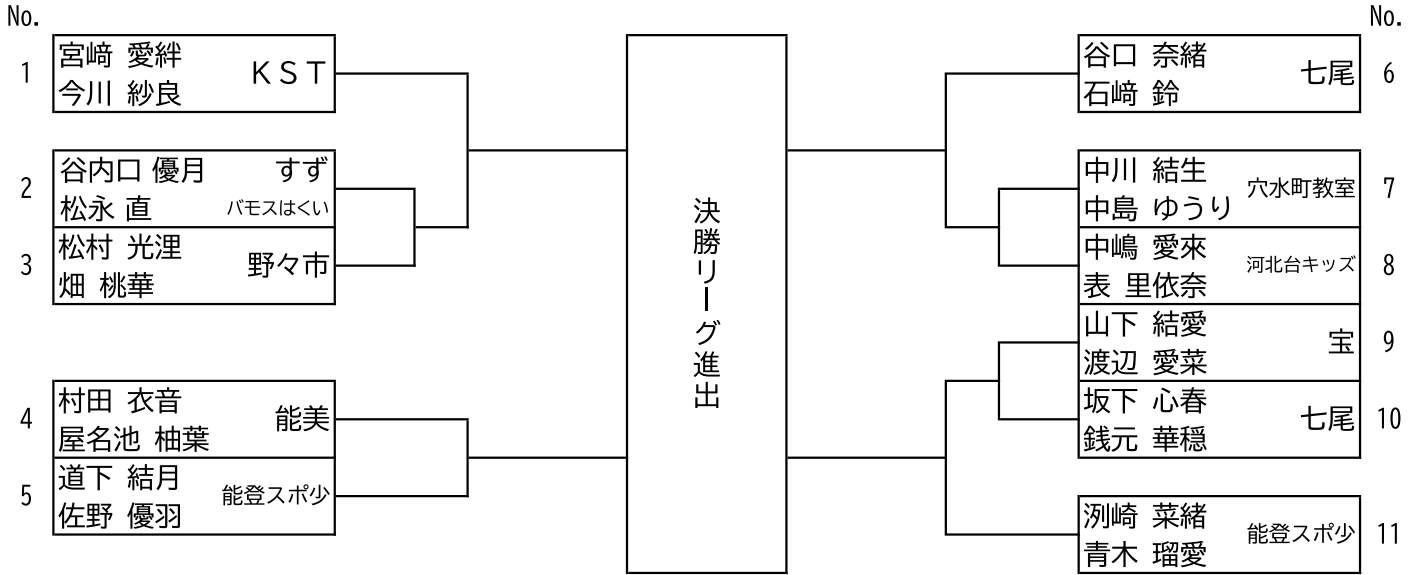 No.
1
宮﨑 愛絆
今川 紗良
ＫＳＴ
2
谷内口 優月 すず
松永 直 バモスはくい
3
松村 光浬
畑 桃華
野々市
4
村田 衣音
屋名池 柚葉
能美
5
道下 結月
佐野 優羽
能登スポ少
決勝リーグ進出
No.
谷口 奈緒
石﨑 鈴
七尾
6
中川 結生
中島 ゆうり
穴水町教室
7
中嶋 愛來
表 里依奈
河北台キッズ
8
山下 結愛
渡辺 愛菜
宝
9
坂下 心春
銭元 華穏
七尾
10
洌崎 菜緒
青木 瑠愛
能登スポ少
11